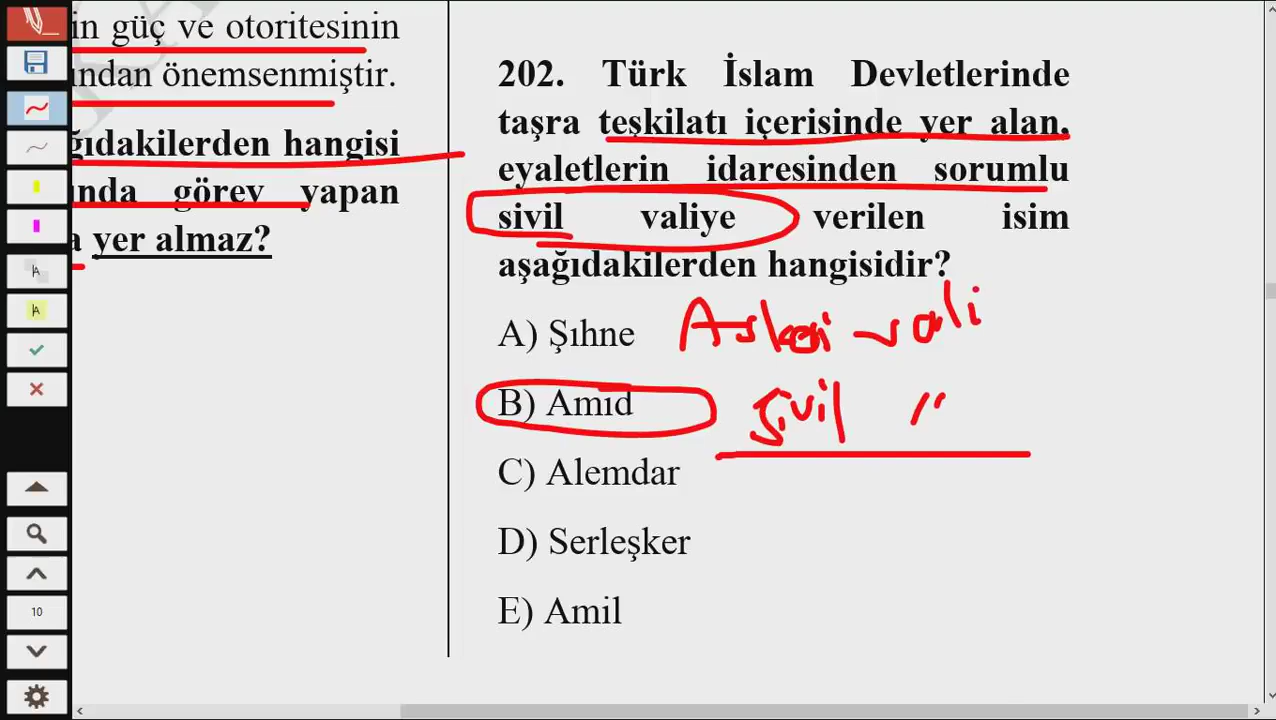 in güç ve otoritesinin
ından önemsenmiştir.
ğıdakilerden hangisi
ında görev yapan
a yer almaz?
202. Türk İslam Devletlerinde
taşra teşkilatı içerisinde yer alan,
eyaletlerin idaresinden sorumlu
sivil valiye verilen isim
aşağıdakilerden hangisidir?
A) Şıhne Askeri vali
B) Amıd sivil "
C) Alemdar
D) Serleşker
E) Amil
10